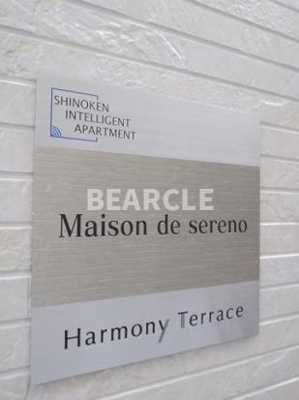 SHINOKEN
INTELLIGENT
APARTMENT
BEARCLE
Maison de sereno
Harmony Terrace